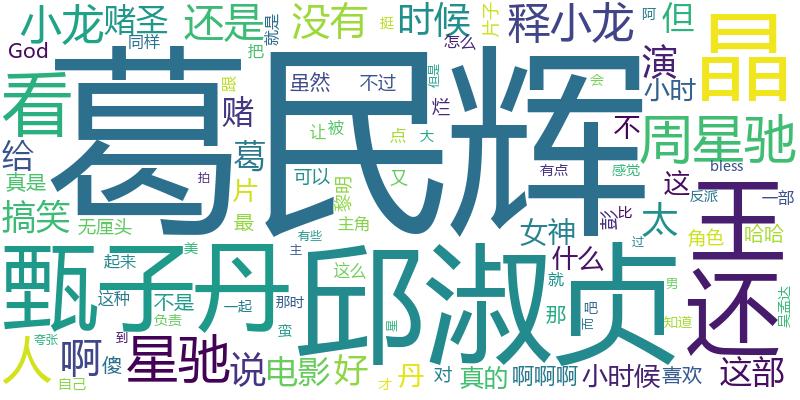 小龙 赌圣 还是 没有 时候 释小龙 但 晶
God 同样 就是 把 挺 怎么 片子 阿
看 葛民辉 虽然 不过 但是 烂 演 小时
赌 让 被 点 大 不 周星驰
给 葛 会
真是 片 可以 又 拍 有点 感觉 这 bless
搞笑 最 黎明 主角 女神 彭 比 太 反派 一部 王
无厘头 有些 过 角色 哈哈
甄子丹 美 主 邱淑贞 什么 还
起来 这么 就
这种 不是 一起 那时 那 吧 男 吴孟达
负责 蛮 星 而 知道
夸张 到
人 啊 傻 星驰 说 电影 好 丹 对 真的 啊啊啊 小时候 喜欢 这部
自己 才